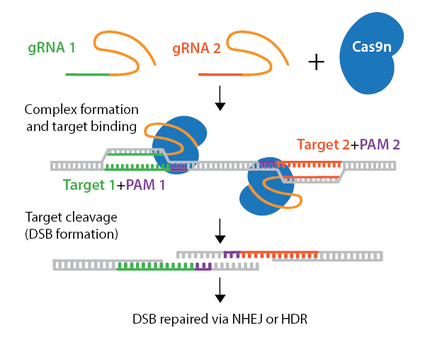 gRNA 1
gRNA 2
+
Cas9n
Complex formation
and target binding
Target 2+PAM 2
Target 1+PAM 1
Target cleavage
(DSB formation)
DSB repaired via NHEJ or HDR